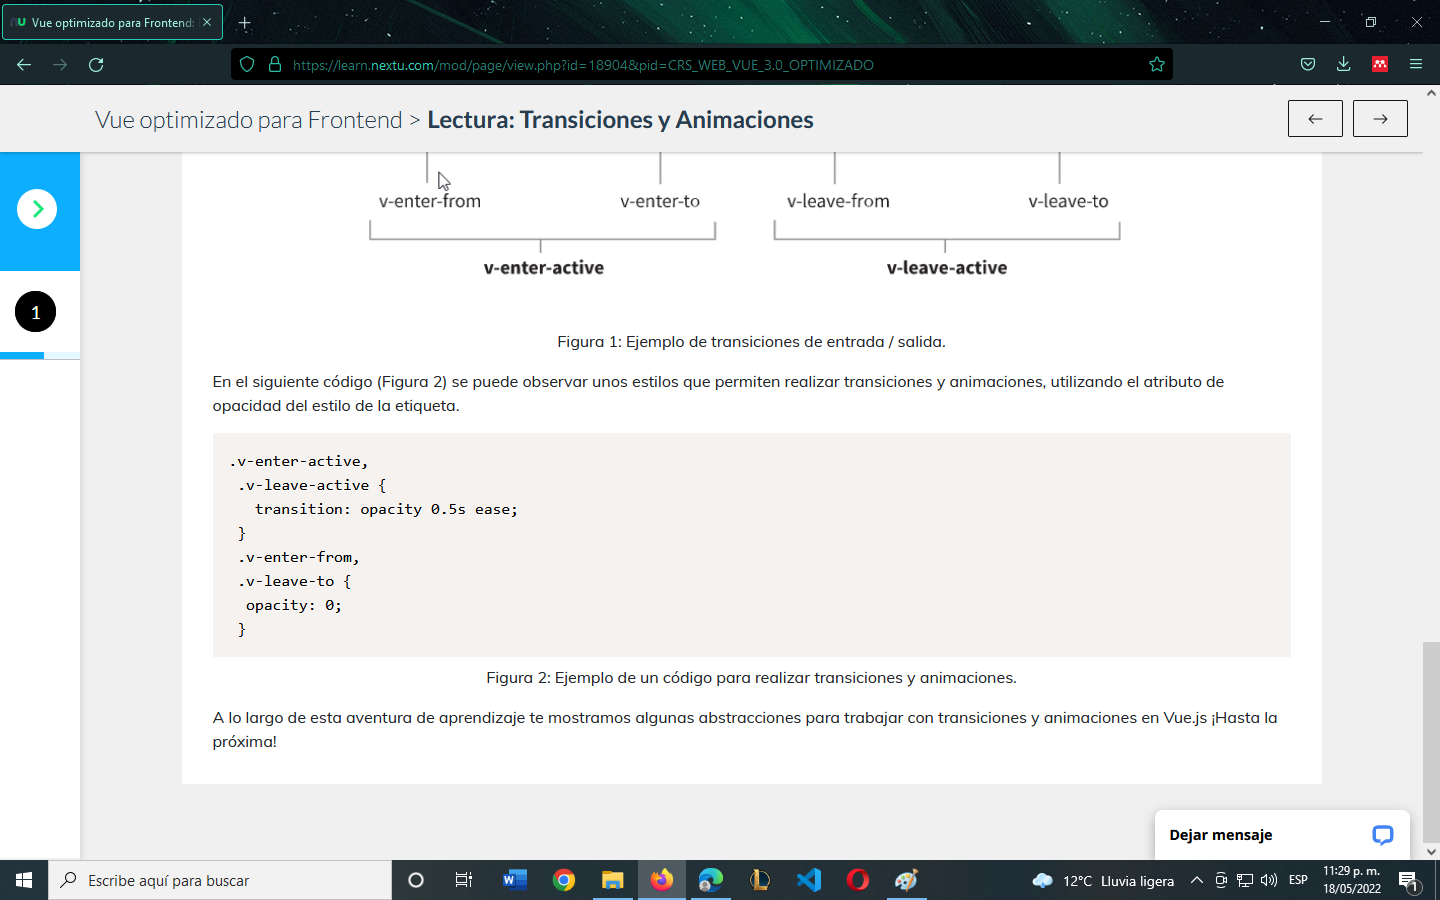 Vue optimizado para Frontend:
https://learn.nextu.com/mod/page/view.php?id=18904&pid=CRS_WEB_VUE_3.0_OPTIMIZADO
Vue optimizado para Frontend > Lectura: Transiciones y Animaciones
1
v-enter-from v-enter-to v-leave-from v-leave-to
v-enter-active v-leave-active
Figura 1: Ejemplo de transiciones de entrada / salida.
En el siguiente código (Figura 2) se puede observar unos estilos que permiten realizar transiciones y animaciones, utilizando el atributo de
opacidad del estilo de la etiqueta.
.v-enter-active,
.v-leave-active {
transition: opacity 0.5s ease;
}
.v-enter-from,
.v-leave-to {
opacity: 0;
}
Figura 2: Ejemplo de un código para realizar transiciones y animaciones.
A lo largo de esta aventura de aprendizaje te mostramos algunas abstracciones para trabajar con transiciones y animaciones en Vue.js ¡Hasta la
próxima!
Dejar mensaje
Escribe aquí para buscar
12°C Lluvia ligera
ESP
11:29 p. m.
18/05/2022
1